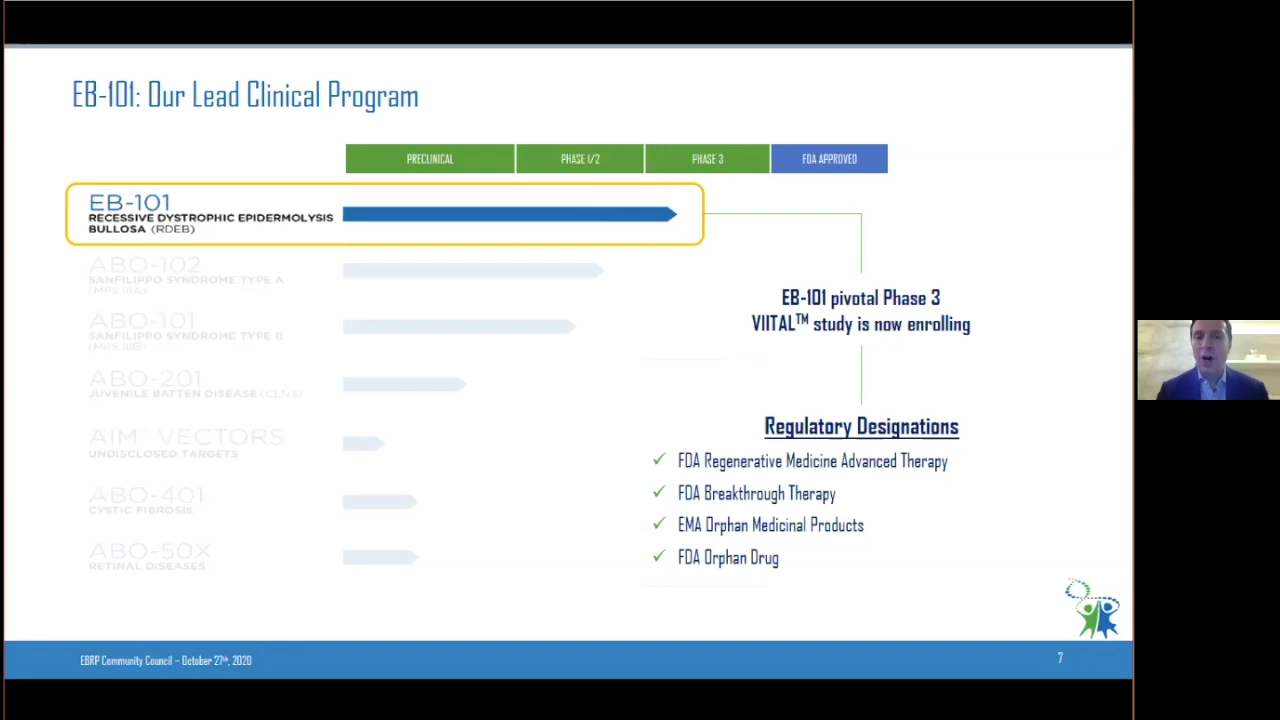 EB-101: Our Lead Clinical Program
PRECLINICAL
PHASE 1/2
PHASE 3
FDA APPROVED
EB-101
RECESSIVE DYSTROPHIC EPIDERMOLYSIS
BULLOSA (RDEB)
ABO-102
SANFILIPPO SYNDROME TYPE A
(MPS IIIA)
ABO-101
SANFILIPPO SYNDROME TYPE B
(MPS IIIB)
ABO-201
JUVENILE BATTEN DISEASE (CLN3)
AIM™ VECTORS
UNDISCLOSED TARGETS
ABO-401
CYSTIC FIBROSIS
ABO-50X
RETINAL DISEASES
EB-101 pivotal Phase 3
VIITAL™ study is now enrolling
Regulatory Designations
✓ FDA Regenerative Medicine Advanced Therapy
✓ FDA Breakthrough Therapy
✓ EMA Orphan Medicinal Products
✓ FDA Orphan Drug
EBRP Community Council – October 27th, 2020
7